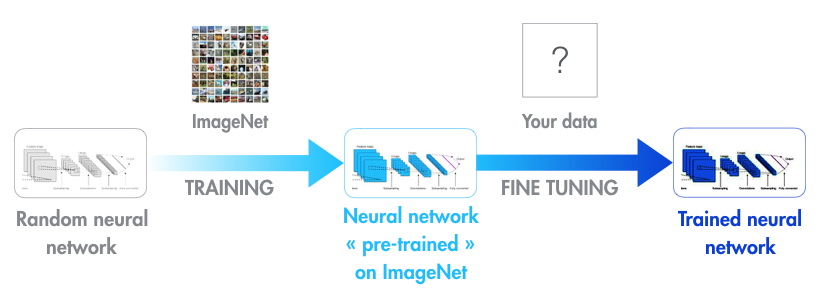 ImageNet
Your data
?
TRAINING
FINE TUNING
Random neural
network
Neural network
« pre-trained »
on ImageNet
Trained neural
network